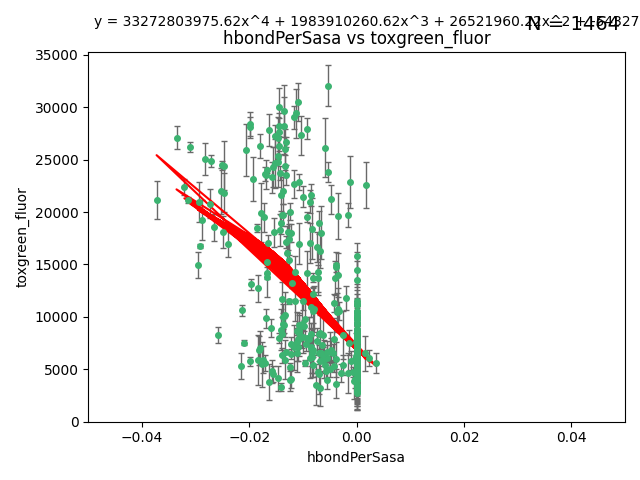 y = 33272803975.62x^4 + 1983910260.62x^3 + 26521960.22x^2 +
N = 1464
hbondPerSasa vs toxgreen_fluor
35000
30000
25000
20000
15000
10000
5000
0
toxgreen_fluor
−0.04 −0.02 0.00 0.02 0.04
hbondPerSasa